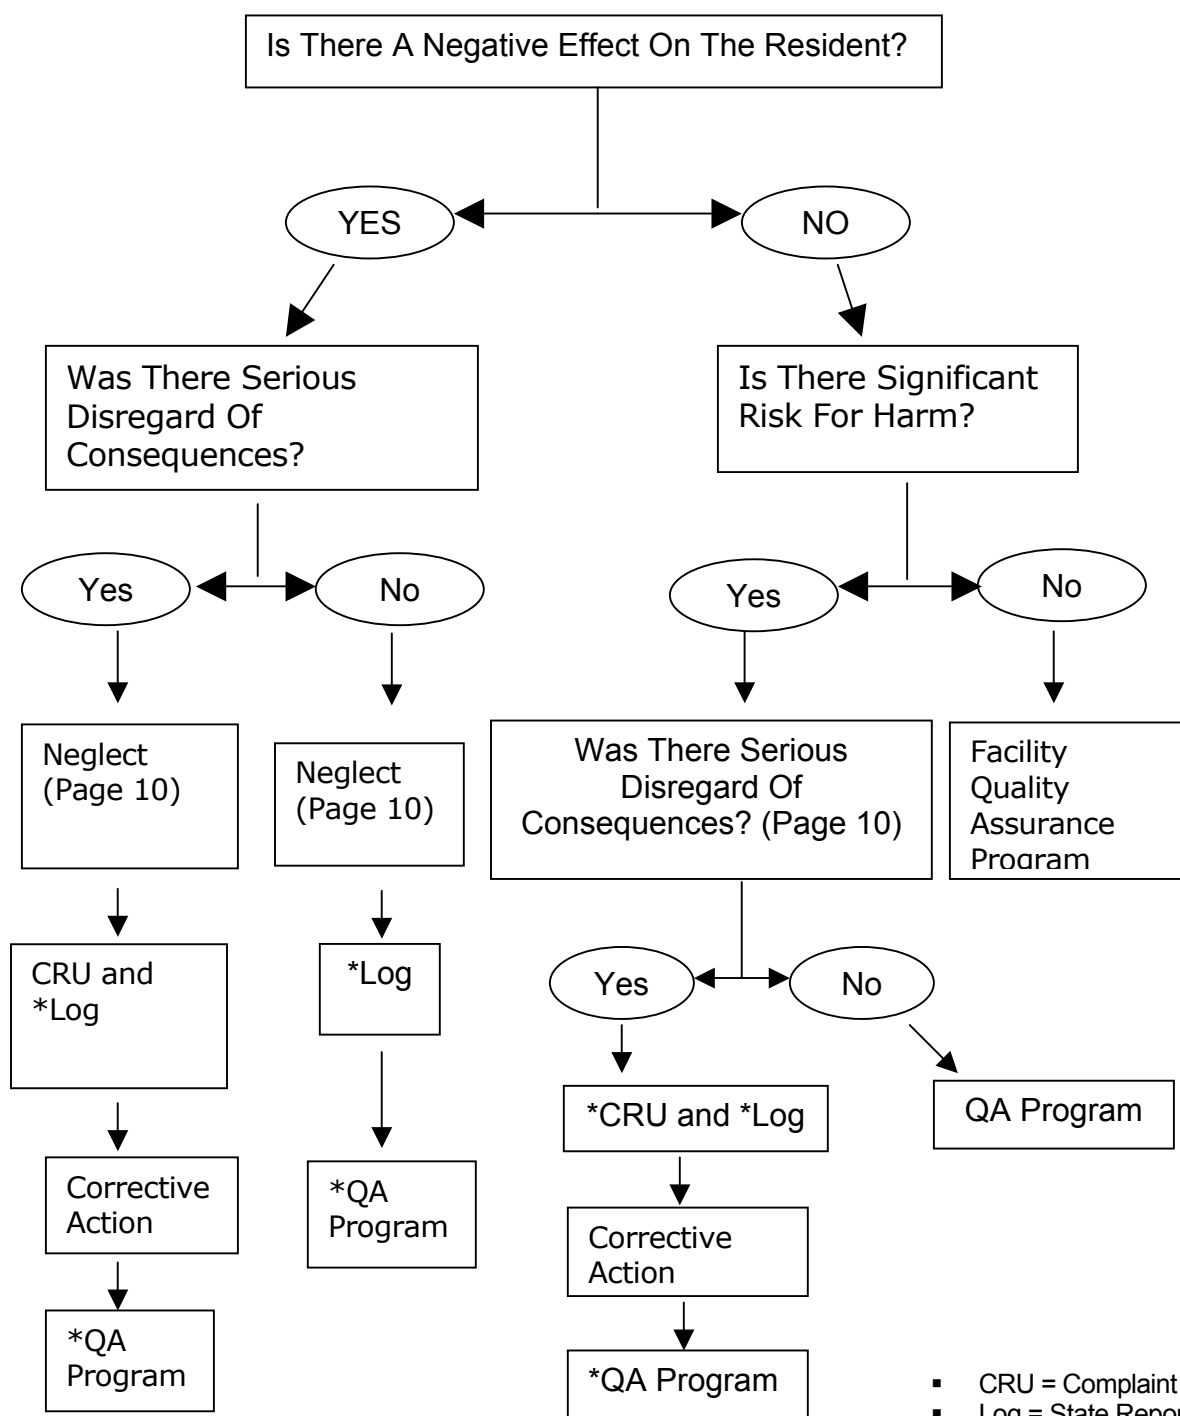 Is There A Negative Effect On The Resident?
YES
NO
Was There Serious
Disregard Of
Consequences?
Is There Significant
Risk For Harm?
Yes
No
Yes
No
Neglect
(Page 10)
Neglect
(Page 10)
Was There Serious
Disregard Of
Consequences? (Page 10)
Facility
Quality
Assurance
Program
CRU and
*Log
*Log
Yes
No
*CRU and *Log
QA Program
Corrective
Action
*QA
Program
Corrective
Action
*QA
Program
*QA Program
▪ CRU = Complaint
▪ Log = State Repor